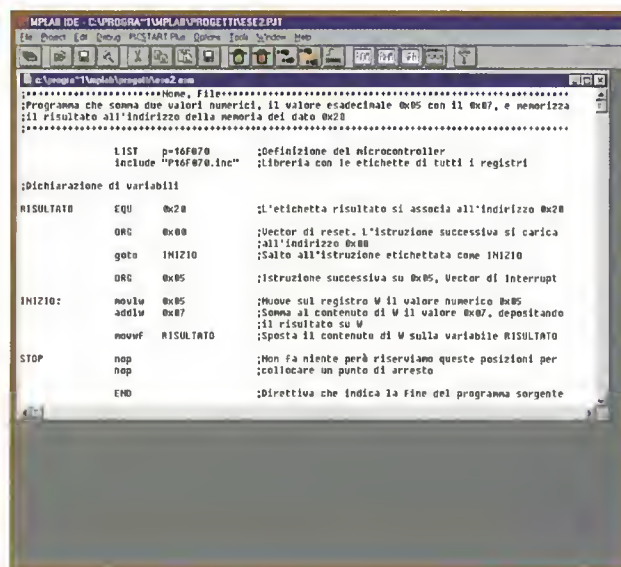 MPLAB IDE - C:\PROGRA~1\MPLAB\PROGETTI\ESE2.PJT
File Project Edit Debug PICSTART Plus Options Tools Window Help
c:\progra~1\mplab\progetti\ese2.asm
;***************************Nome, File***************************
;Programma che somma due valori numerici, il valore esadecimale 0x05 con il 0x07, e memorizza
;il risultato all'indirizzo della memoria dei dato 0x20
LIST p=16F870 ;Definizione del microcontroller
include "P16F870.inc" ;Libreria con le etichette di tutti i registri
;Dichiarazione di variabili
RISULTATO EQU 0x20 ;L'etichetta risultato si associa all'indirizzo 0x20
ORG 0x00 ;Vector di reset. L'istruzione successiva si carica
;all'indirizzo 0x00
goto INIZIO ;Salto all'istruzione etichettata come INIZIO
ORG 0x05 ;Istruzione successiva su 0x05, Vector di Interrupt
INIZIO: movlw 0x05 ;Muove sul registro W il valore numerico 0x05
addlw 0x07 ;Somma al contenuto di W il valore 0x07, depositando
;il risultato su W
movwf RISULTATO ;Sposta il contenuto di W sulla variabile RISULTATO
STOP nop ;Non fa niente però riserviamo queste posizioni per
nop ;collocare un punto di arresto
END ;Direttiva che indica la fine del programma sorgente